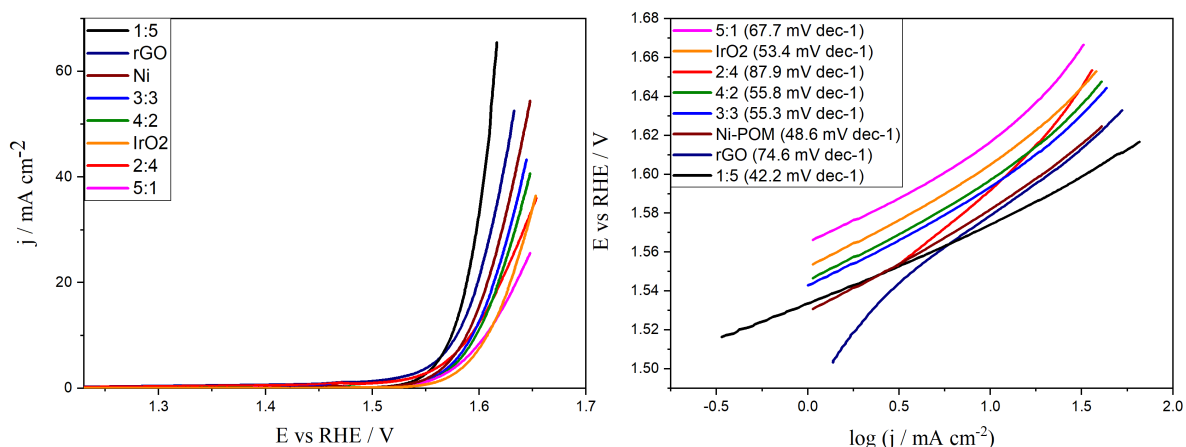 1:5
rGO
Ni
3:3
4:2
IrO2
2:4
5:1
60
40
20
0
1.3
1.4
1.5
1.6
1.7
j / mA cm-2
E vs RHE / V
5:1 (67.7 mV dec-1)
IrO2 (53.4 mV dec-1)
2:4 (87.9 mV dec-1)
4:2 (55.8 mV dec-1)
3:3 (55.3 mV dec-1)
Ni-POM (48.6 mV dec-1)
rGO (74.6 mV dec-1)
1:5 (42.2 mV dec-1)
1.68
1.66
1.64
1.62
1.60
1.58
1.56
1.54
1.52
1.50
-0.5
0.0
0.5
1.0
1.5
2.0
E vs RHE / V
log (j / mA cm-2)